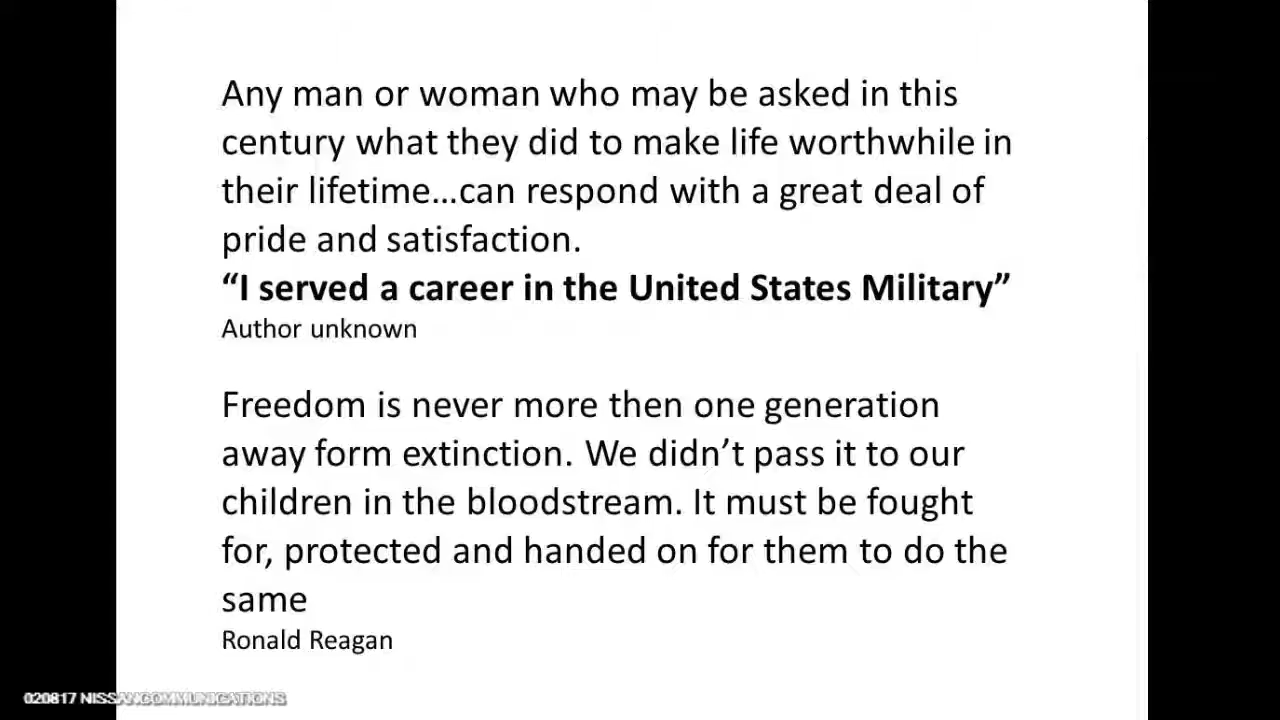 Any man or woman who may be asked in this
century what they did to make life worthwhile in
their lifetime…can respond with a great deal of
pride and satisfaction.
“I served a career in the United States Military”
Author unknown
Freedom is never more then one generation
away form extinction. We didn’t pass it to our
children in the bloodstream. It must be fought
for, protected and handed on for them to do the
same
Ronald Reagan
020817 NISSANCOMMUNICATIONS